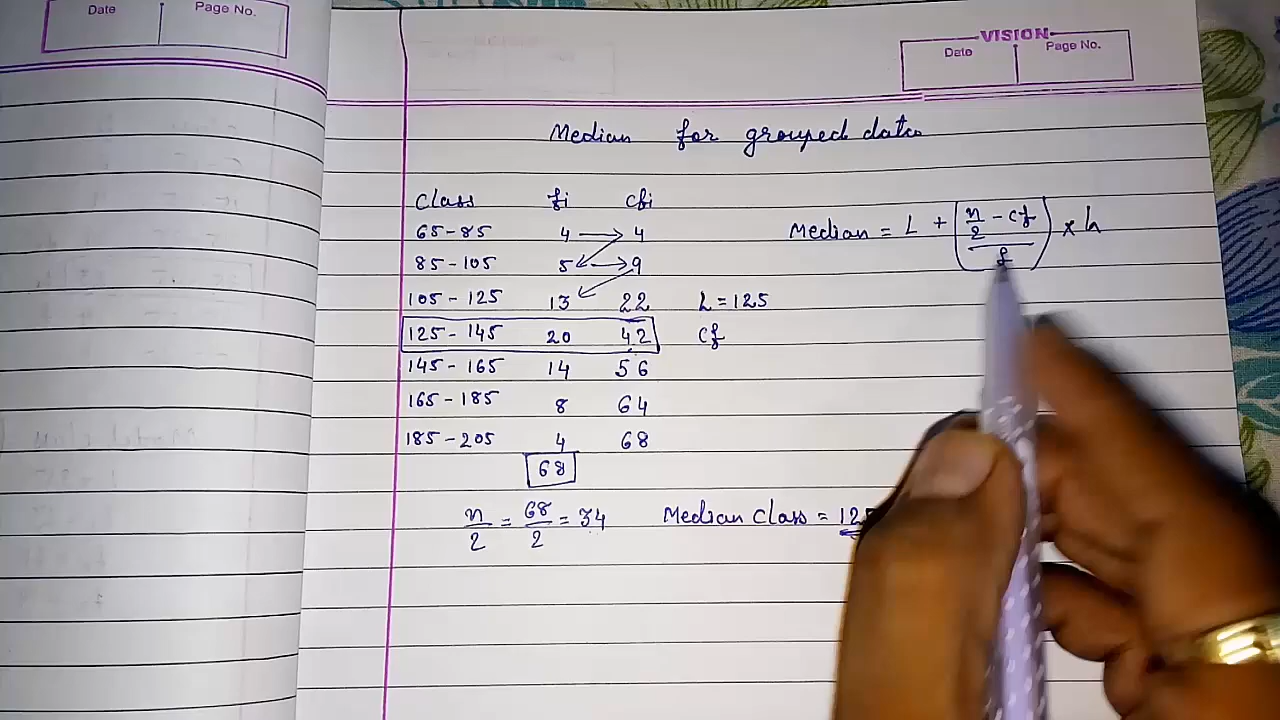 Date Page No.
VISION
Date Page No.
Median for grouped data
Class fi cfi
65-85 4 4
85-105 5 9
105-125 13 22 L = 125
125-145 20 42 cf
145-165 14 56
165-185 8 64
185-205 4 68
68
Median = L + (n/2 - cf / f) × h
n/2 = 68/2 = 34 Median Class = 125